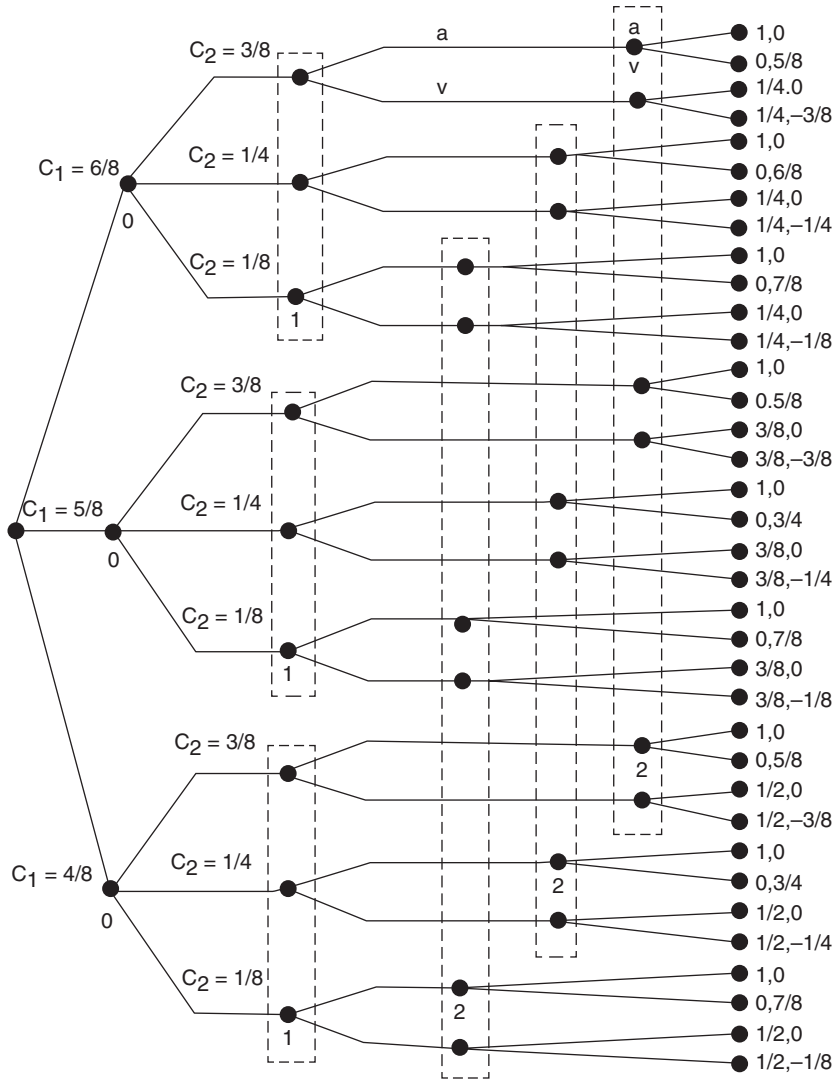 a
a
v
v
1,0
0,5/8
1/4.0
1/4,–3/8
C2 = 3/8
C1 = 6/8
0
C2 = 1/4
1,0
0,6/8
1/4,0
1/4,–1/4
C2 = 1/8
1
1,0
0,7/8
1/4,0
1/4,–1/8
C2 = 3/8
1,0
0.5/8
3/8,0
3/8,–3/8
C1 = 5/8
0
C2 = 1/4
1,0
0,3/4
3/8,0
3/8,–1/4
C2 = 1/8
1
1,0
0,7/8
3/8,0
3/8,–1/8
C2 = 3/8
2
1,0
0,5/8
1/2,0
1/2,–3/8
C1 = 4/8
0
C2 = 1/4
2
1,0
0,3/4
1/2,0
1/2,–1/4
C2 = 1/8
1
2
1,0
0,7/8
1/2,0
1/2,–1/8